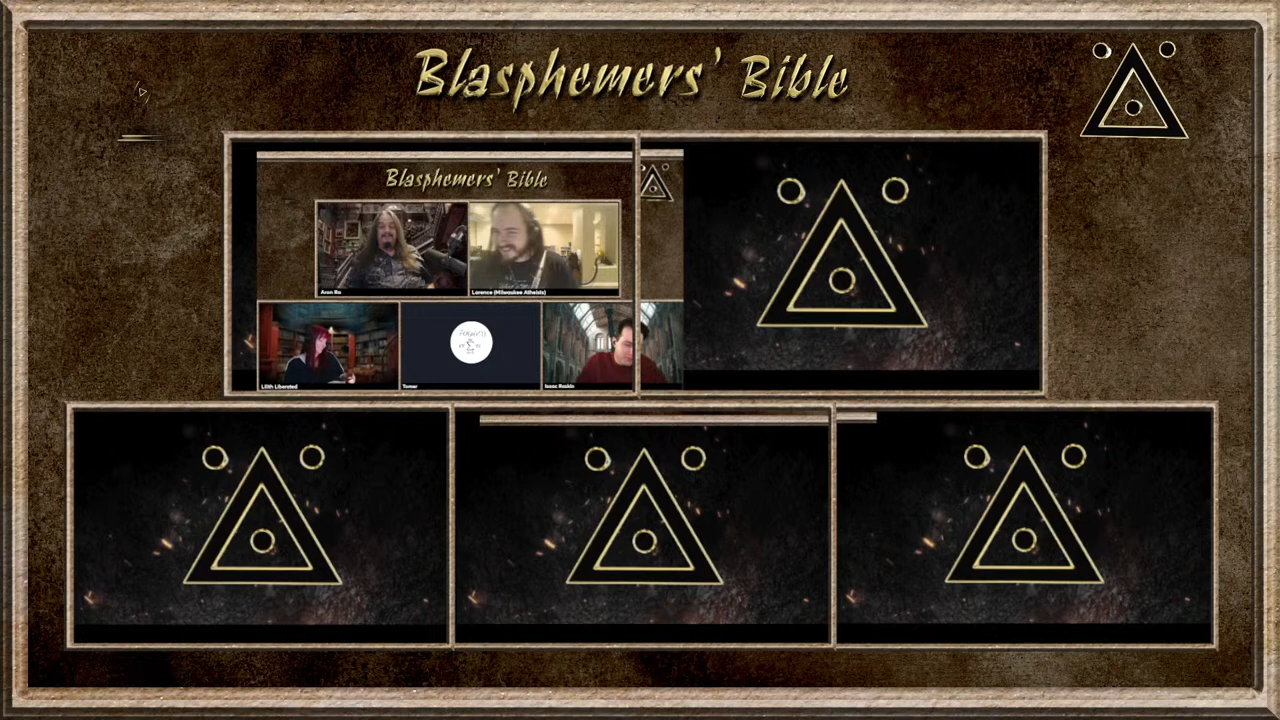 Blasphemers' Bible
Blasphemers' Bible
Aron Ra
Lorence (Milwaukee Atheists)
Lilith Liberated
Tomer
Isaac Raskin